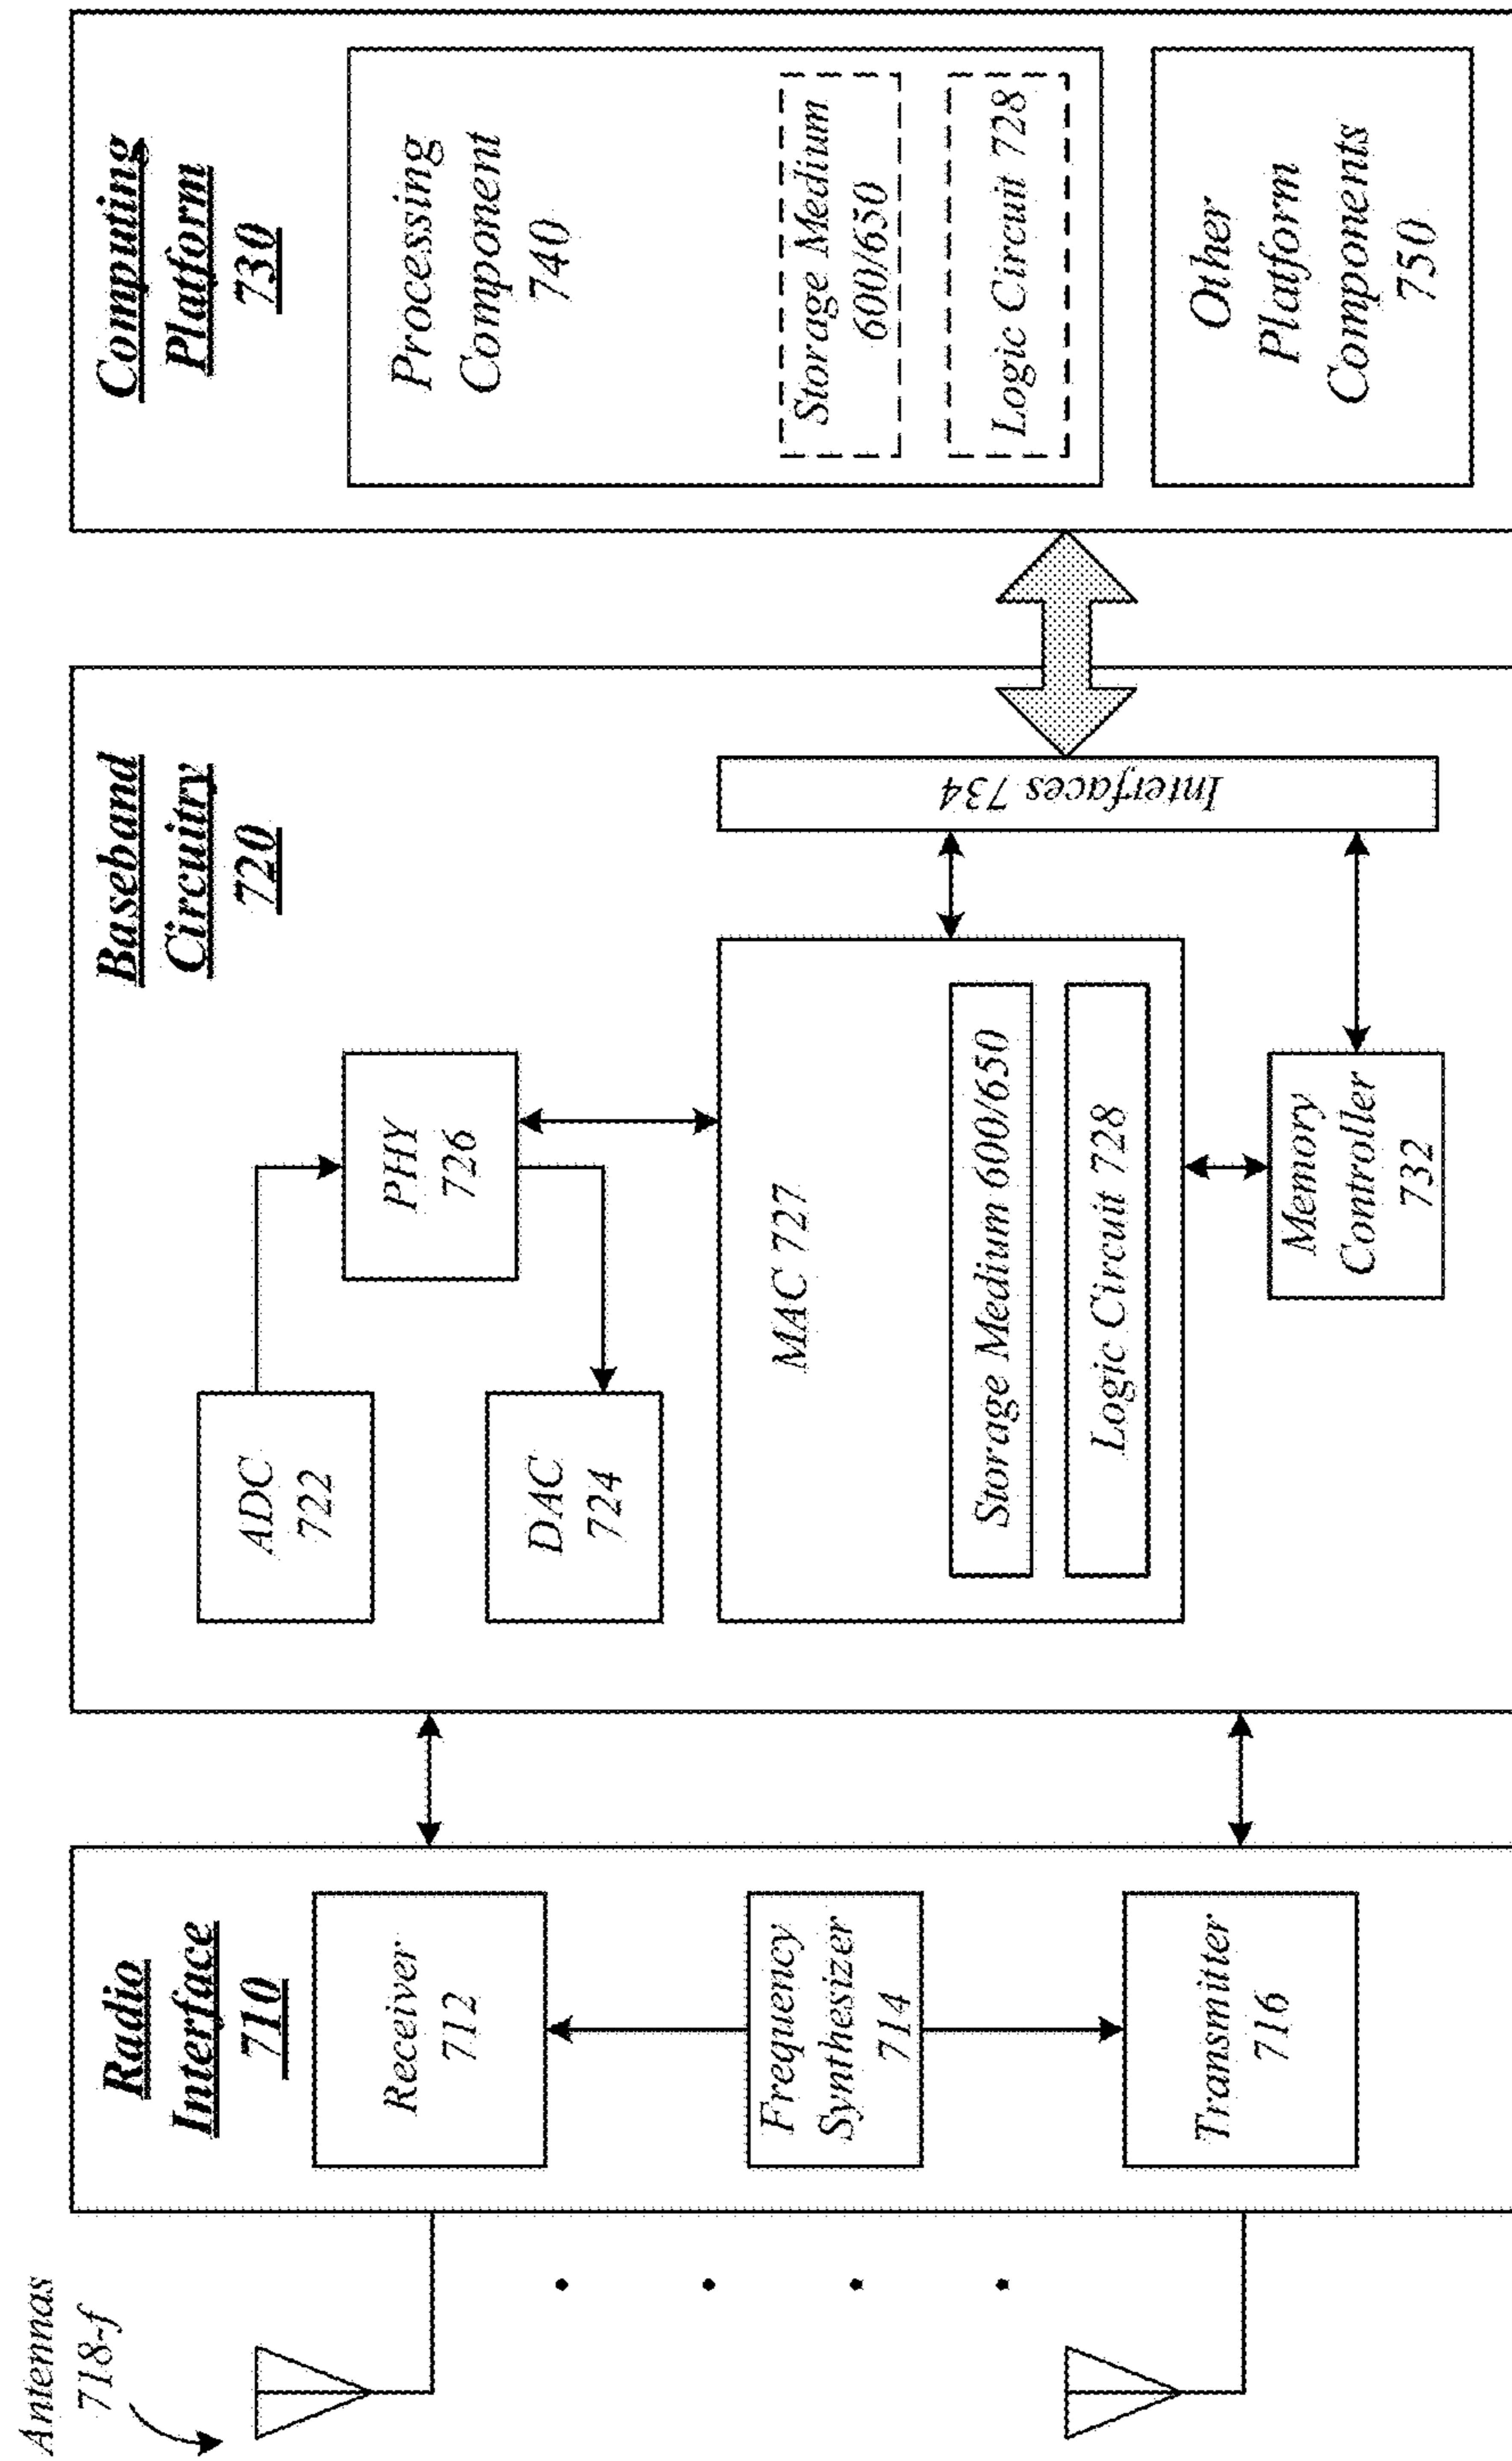 Antennas
718-f
Radio
Interface
710
Receiver
712
Frequency
Synthesizer
714
Transmitter
716
Baseband
Circuitry
720
ADC
722
PHY
726
DAC
724
MAC 727
Storage Medium 600/650
Logic Circuit 728
Memory
Controller
732
Interfaces 734
Computing
Platform
730
Processing
Component
740
Storage Medium
600/650
Logic Circuit 728
Other
Platform
Components
750